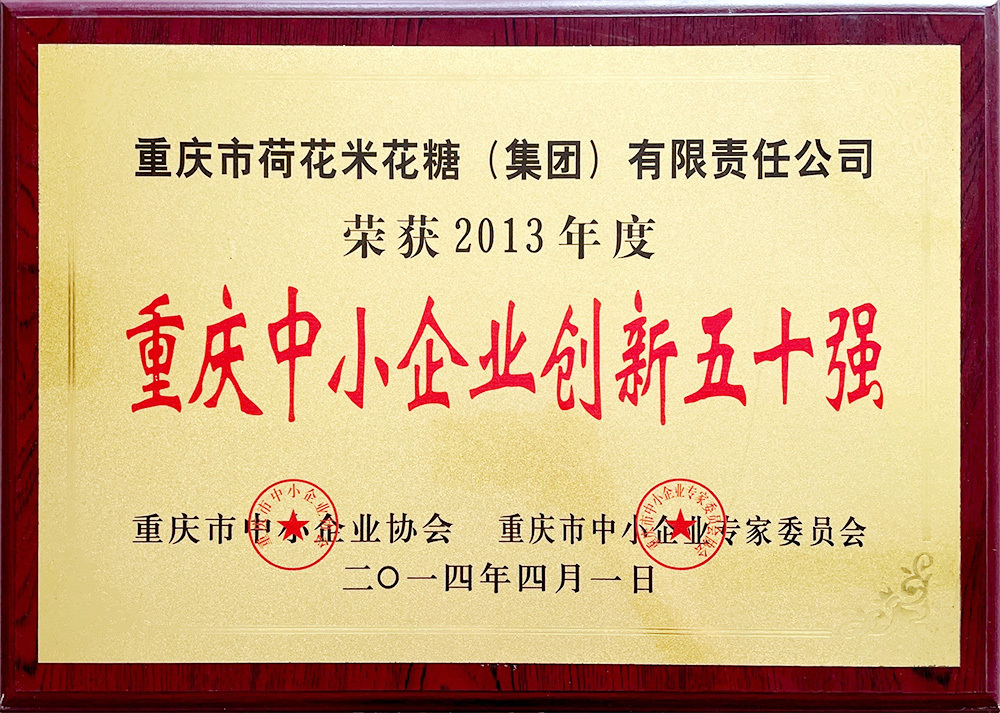 重庆市荷花米花糖（集团）有限责任公司
荣获2013年度
重庆中小企业创新五十强
重庆市中小企业协会 重庆市中小企业专家委员会
二〇一四年四月一日